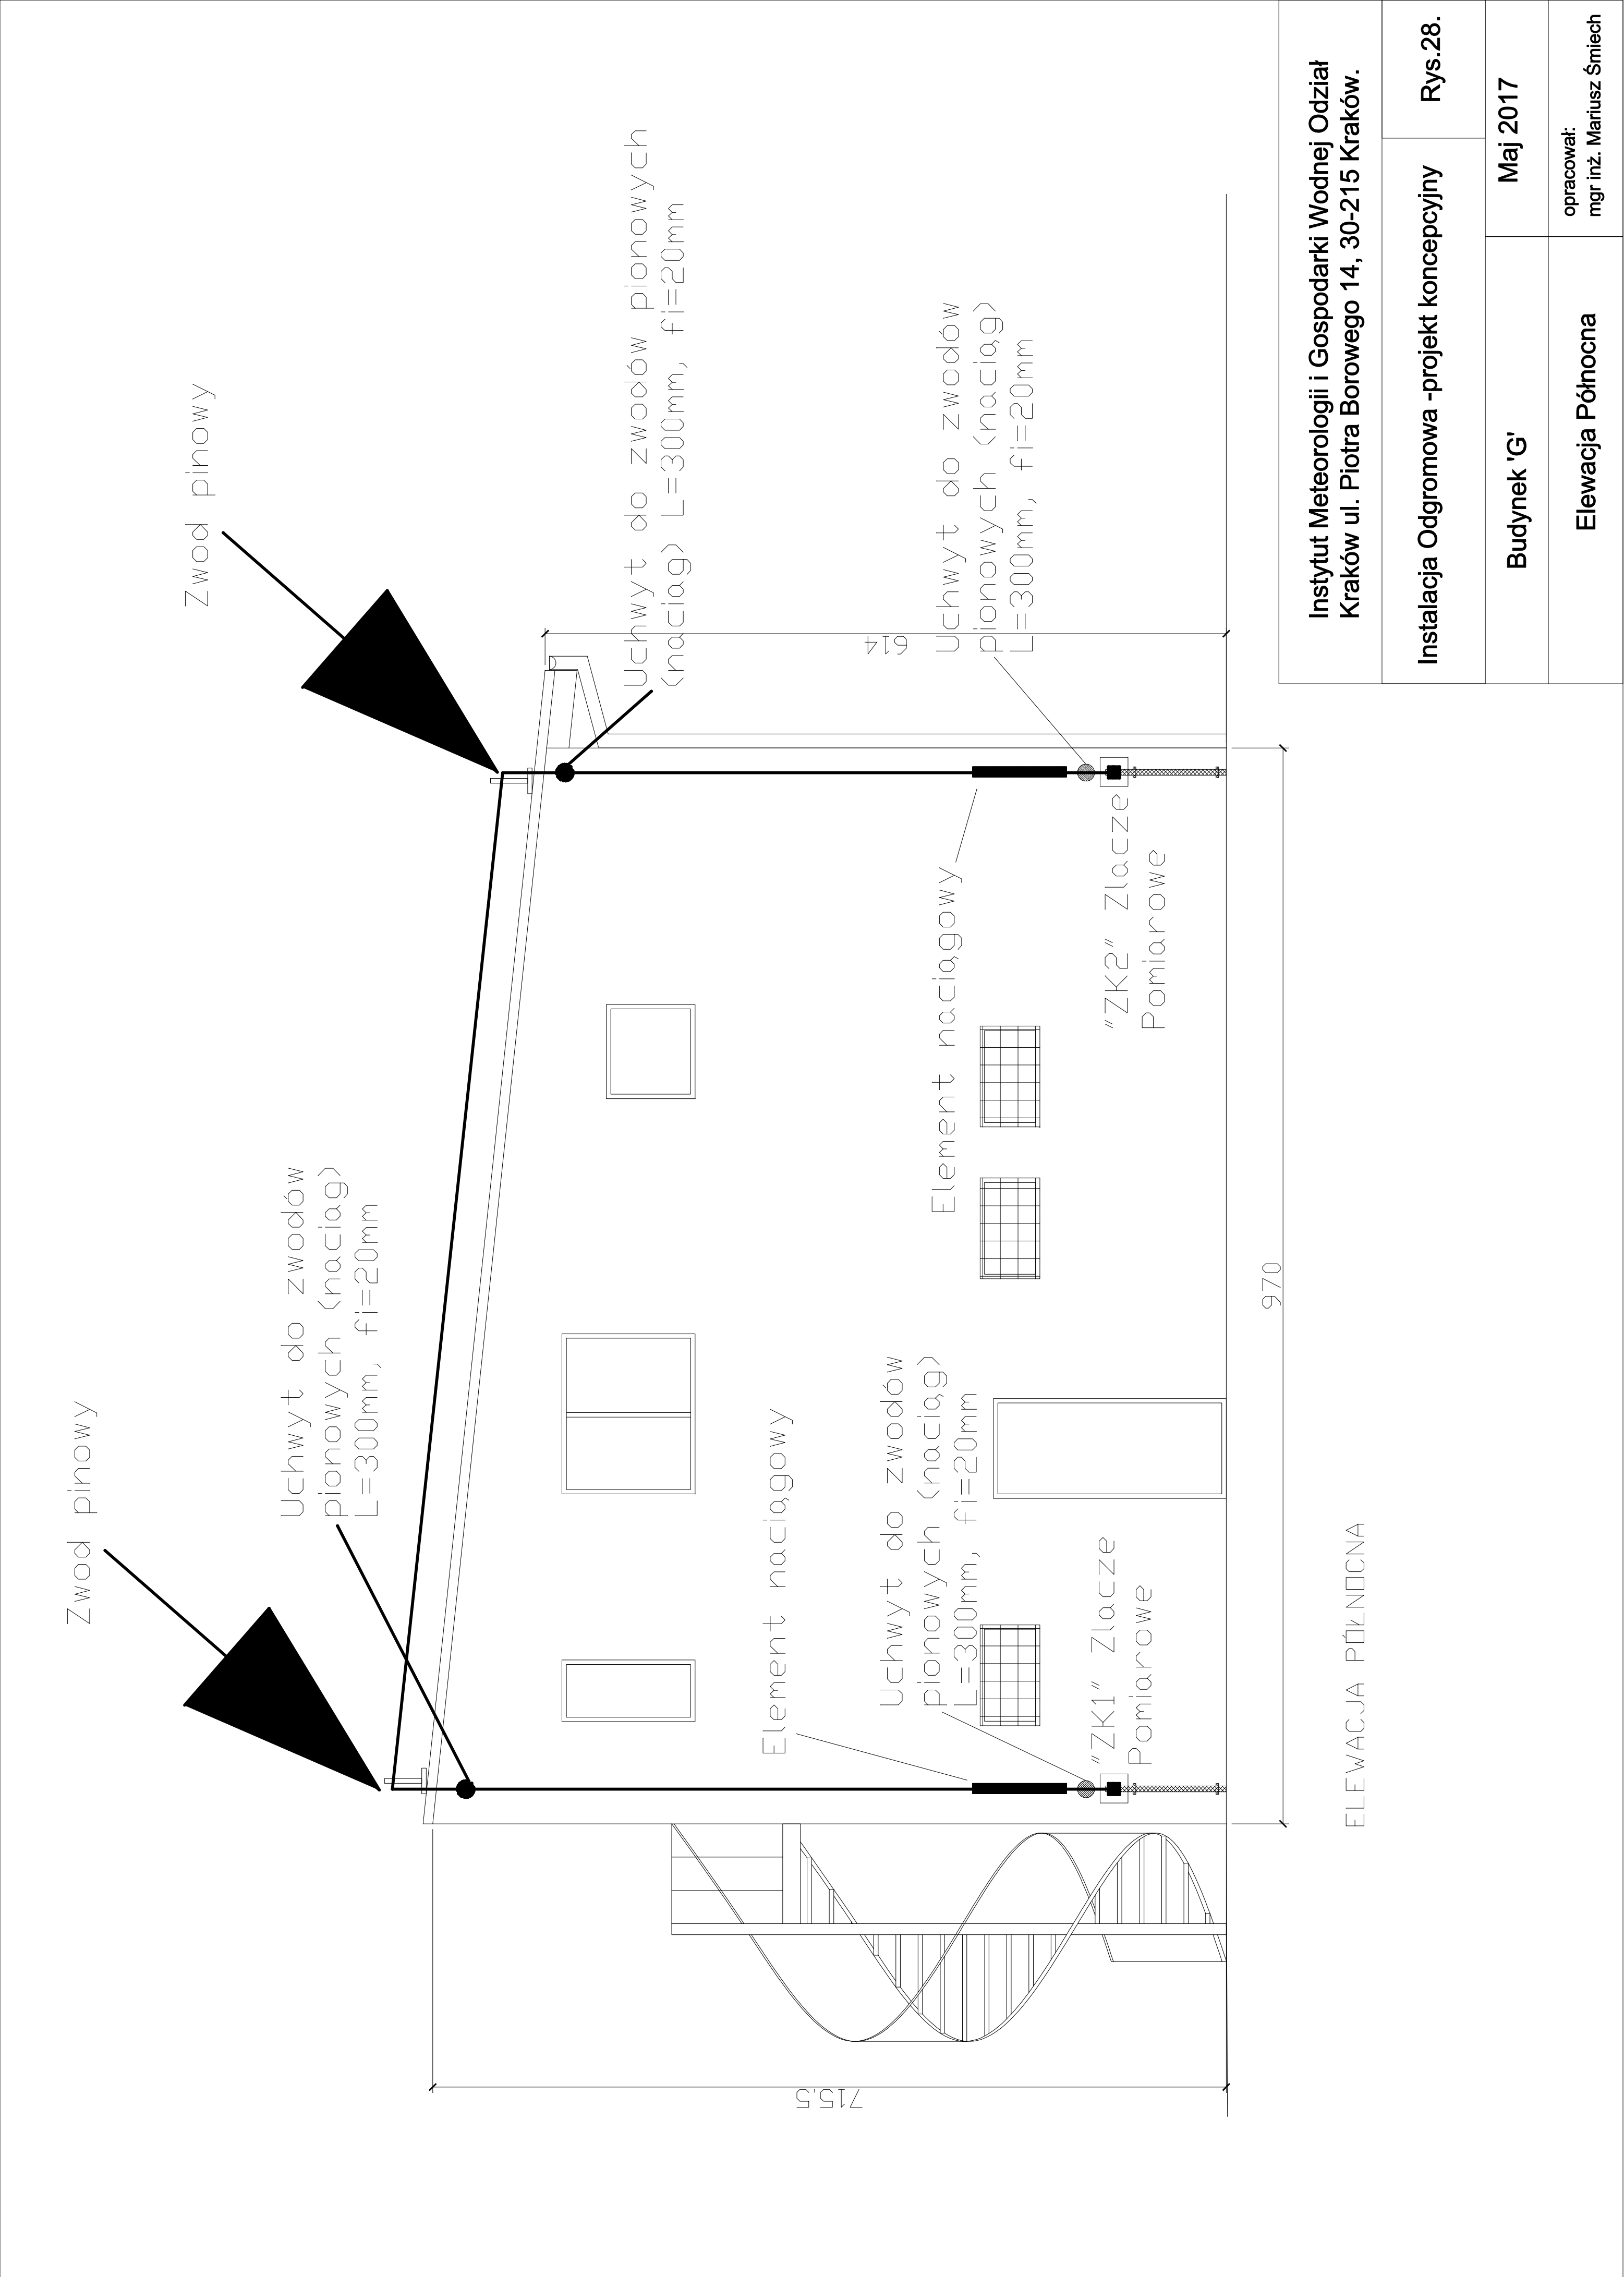 Zwod pinowy
Uchwyt do zwodów
pionowych (naciąg)
L=300mm, fi=20mm
Zwod pinowy
Uchwyt do zwodów pionowych
(naciąg) L=300mm, fi=20mm
Element naciągowy
Uchwyt do zwodów
pionowych (naciąg)
L=300mm, fi=20mm
"ZK1" Zlacze
Pomiarowe
Element naciągowy
"ZK2" Zlacze
Pomiarowe
Uchwyt do zwodów
pionowych (naciąg)
L=300mm, fi=20mm
715,5
614
970
ELEWACJA PÓŁNOCNA
Instytut Meteorologii i Gospodarki Wodnej Odział
Kraków ul. Piotra Borowego 14, 30-215 Kraków.
Instalacja Odgromowa -projekt koncepcyjny
Rys.28.
Budynek 'G'
Maj 2017
Elewacja Północna
opracował:
mgr inż. Mariusz Śmiech